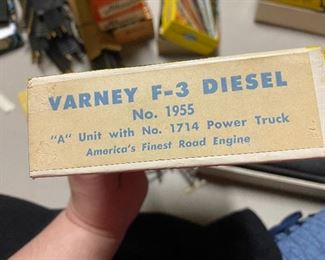 VARNEY F-3 DIESEL
No. 1955
"A" Unit with No. 1714 Power Truck
America's Finest Road Engine